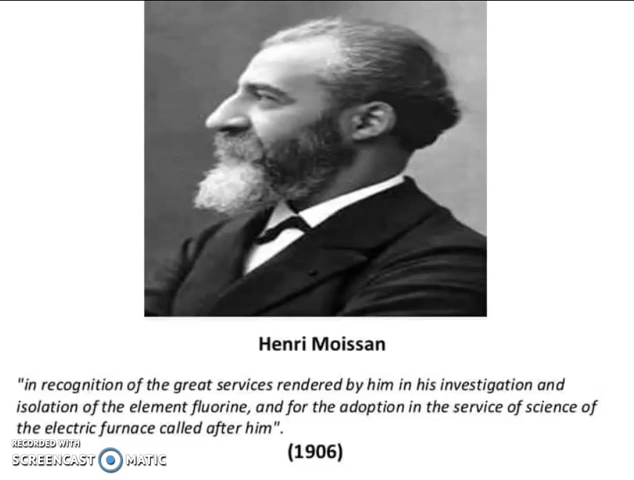 Henri Moissan
"in recognition of the great services rendered by him in his investigation and
isolation of the element fluorine, and for the adoption in the service of science of
the electric furnace called after him".
(1906)
RECORDED WITH
SCREENCAST MATIC